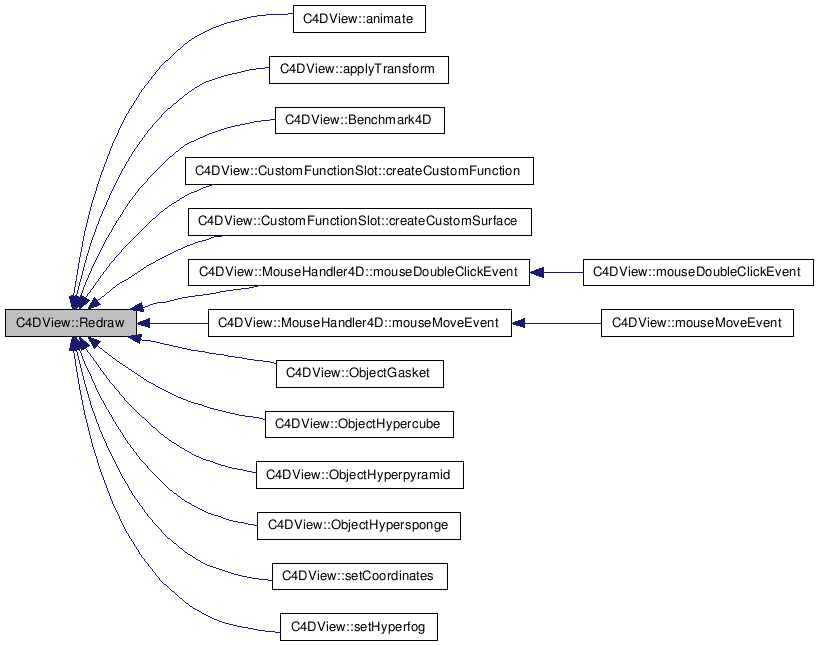 C4DView::animate
C4DView::applyTransform
C4DView::Benchmark4D
C4DView::CustomFunctionSlot::createCustomFunction
C4DView::CustomFunctionSlot::createCustomSurface
C4DView::MouseHandler4D::mouseDoubleClickEvent
C4DView::mouseDoubleClickEvent
C4DView::Redraw
C4DView::MouseHandler4D::mouseMoveEvent
C4DView::mouseMoveEvent
C4DView::ObjectGasket
C4DView::ObjectHypercube
C4DView::ObjectHyperpyramid
C4DView::ObjectHypersponge
C4DView::setCoordinates
C4DView::setHyperfog